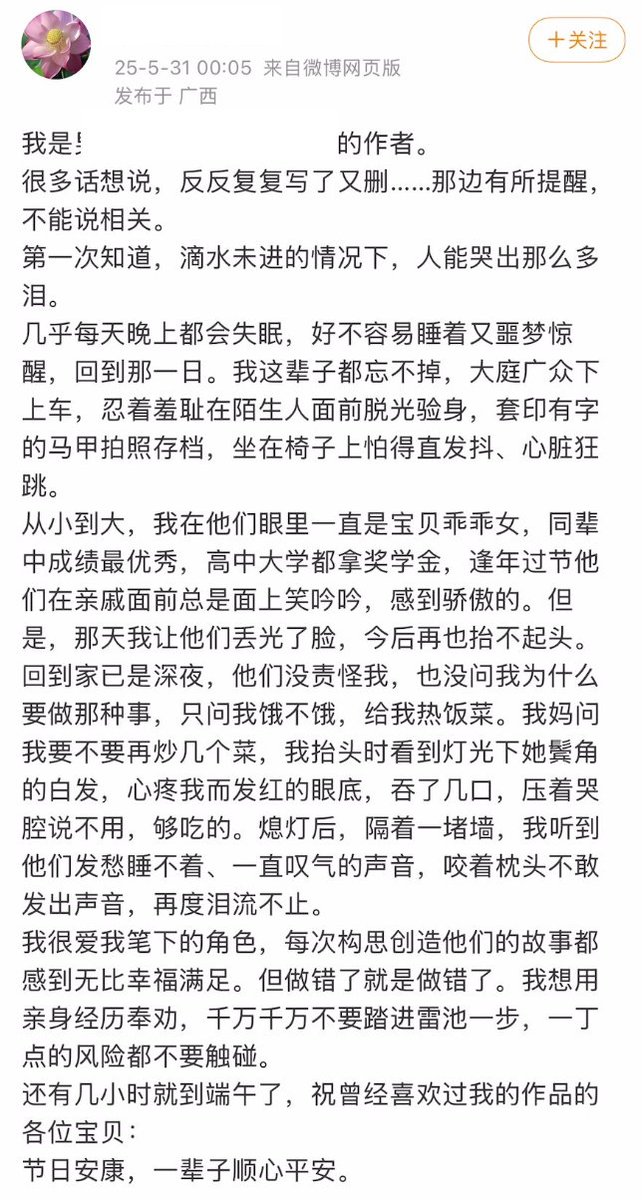 +关注
25-5-31 00:05 来自微博网页版
发布于 广西
我是 的作者。
很多话想说，反反复复写了又删……那边有所提醒，
不能说相关。
第一次知道，滴水未进的情况下，人能哭出那么多
泪。
几乎每天晚上都会失眠，好不容易睡着又噩梦惊
醒，回到那一日。我这辈子都忘不掉，大庭广众下
上车，忍着羞耻在陌生人面前脱光验身，套印有字
的马甲拍照存档，坐在椅子上怕得直发抖、心脏狂
跳。
从小到大，我在他们眼里一直是宝贝乖乖女，同辈
中成绩最优秀，高中大学都拿奖学金，逢年过节他
们在亲戚面前总是面上笑吟吟，感到骄傲的。但
是，那天我让他们丢光了脸，今后再也抬不起头。
回到家已是深夜，他们没责怪我，也没问我为什么
要做那种事，只问我饿不饿，给我热饭菜。我妈问
我要不要再炒几个菜，我抬头时看到灯光下她鬓角
的白发，心疼我而发红的眼底，吞了几口，压着哭
腔说不用，够吃的。熄灯后，隔着一堵墙，我听到
他们发愁睡不着、一直叹气的声音，咬着枕头不敢
发出声音，再度泪流不止。
我很爱我笔下的角色，每次构思创造他们的故事都
感到无比幸福满足。但做错了就是做错了。我想用
亲身经历奉劝，千万千万不要踏进雷池一步，一丁
点的风险都不要触碰。
还有几小时就到端午了，祝曾经喜欢过我的作品的
各位宝贝：
节日安康，一辈子顺心平安。